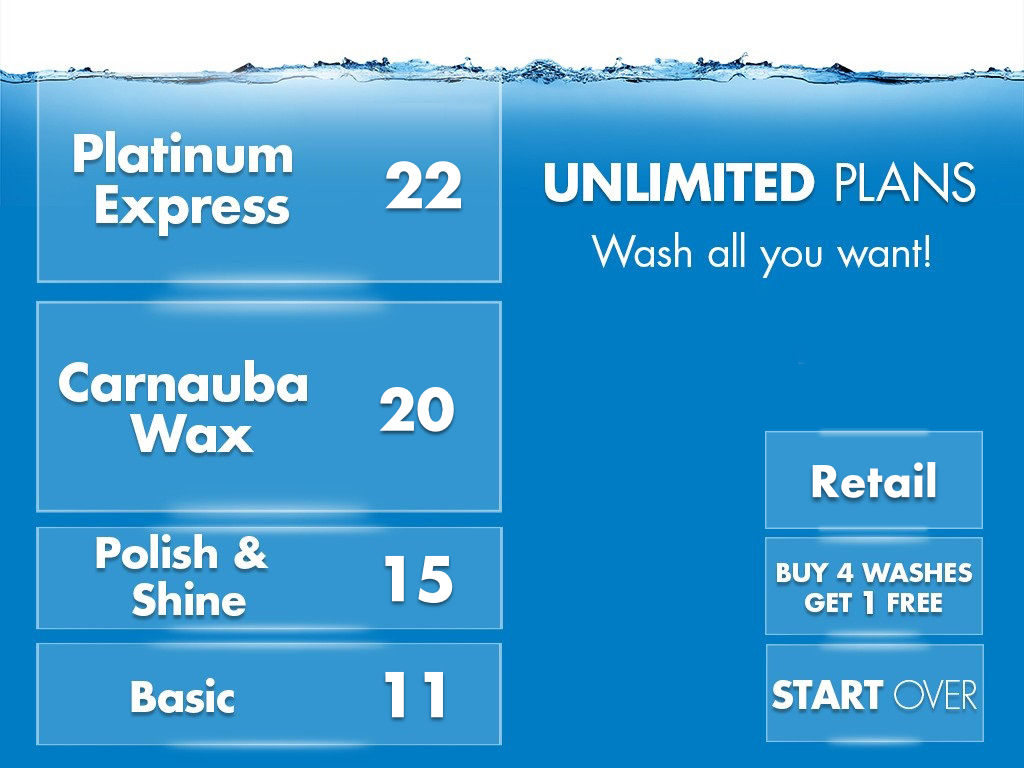 Platinum
Express
22
Carnauba
Wax
20
Polish &
Shine
15
Basic
11
UNLIMITED PLANS
Wash all you want!
Retail
BUY 4 WASHES
GET 1 FREE
START OVER